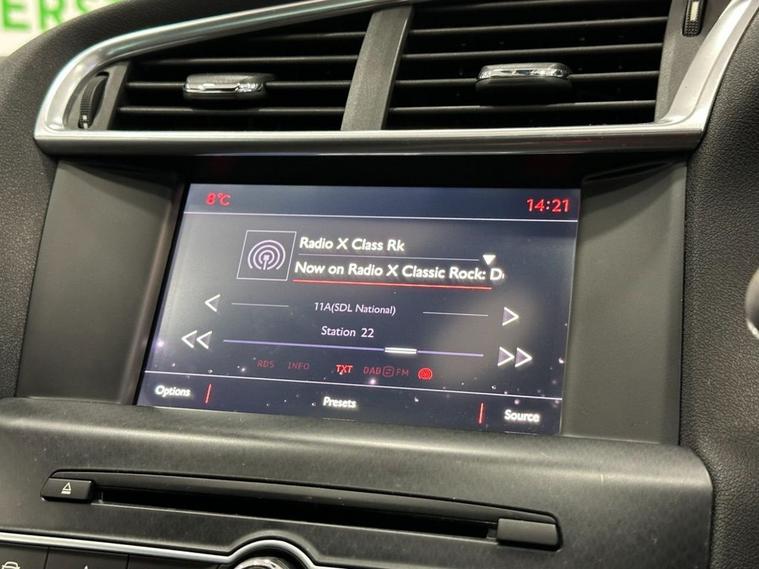 ERS
8°C 14:21
Radio X Class Rk
Now on Radio X Classic Rock: D
11A(SDL National)
Station 22
RDS INFO TXT DAB FM
Options Presets Source